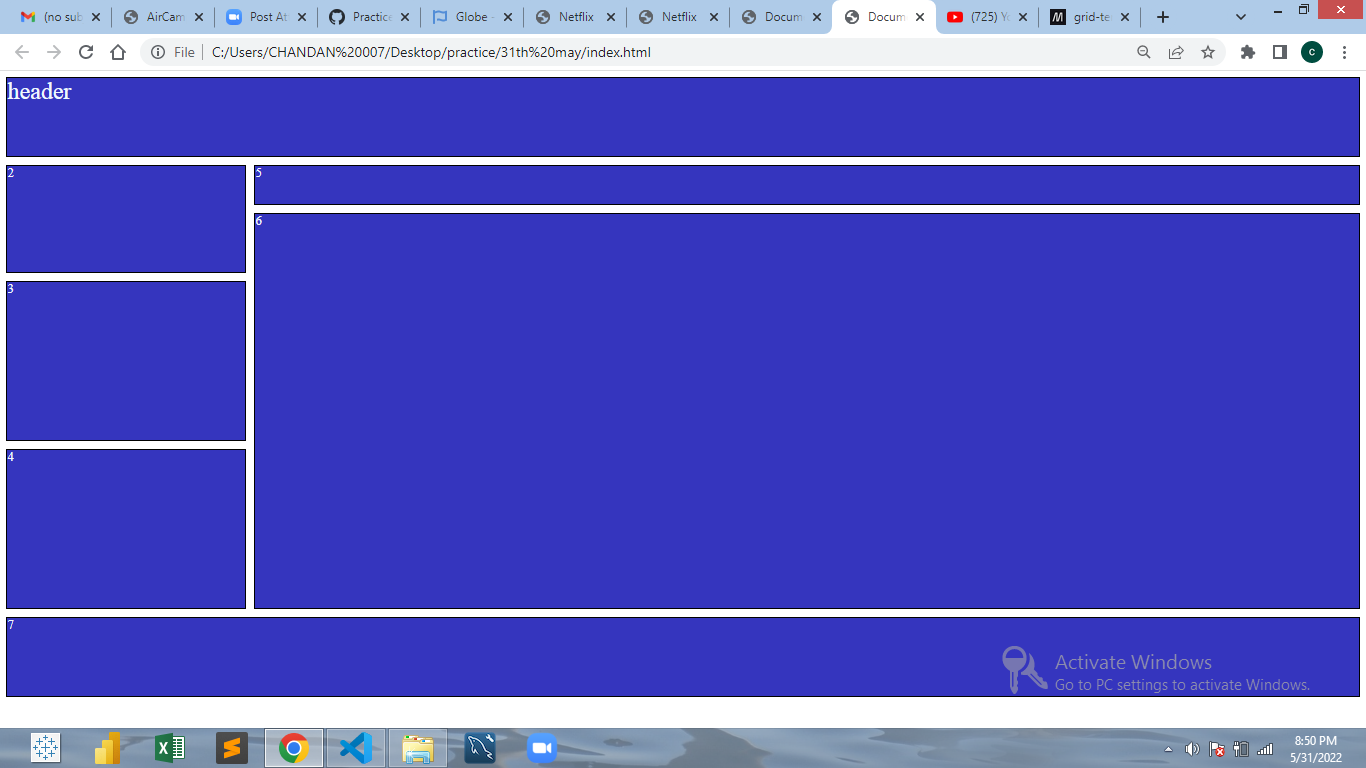 (no sub
AirCam
Post At
Practice
Globe -
Netflix
Netflix
Docum
Docum
(725) Yo
M
grid-te
File
C:/Users/CHANDAN%20007/Desktop/practice/31th%20may/index.html
c
header
2
5
6
3
4
7
Activate Windows
Go to PC settings to activate Windows.
8:50 PM
5/31/2022